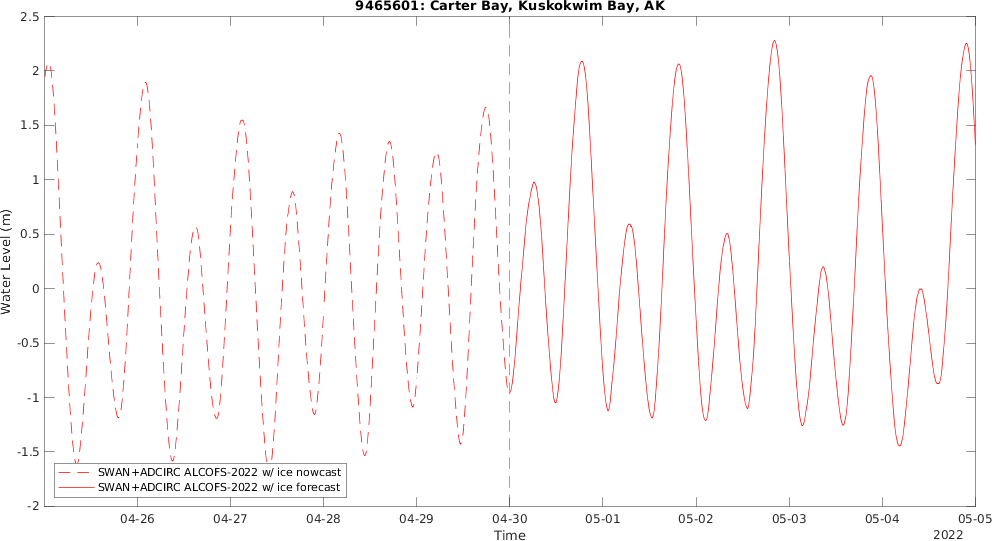 9465601: Carter Bay, Kuskokwim Bay, AK
2.5
2
1.5
1
0.5
0
-0.5
-1
-1.5
-2
Water Level (m)
SWAN+ADCIRC ALCOFS-2022 w/ ice nowcast
SWAN+ADCIRC ALCOFS-2022 w/ ice forecast
04-26 04-27 04-28 04-29 04-30 05-01 05-02 05-03 05-04 05-05
Time
2022